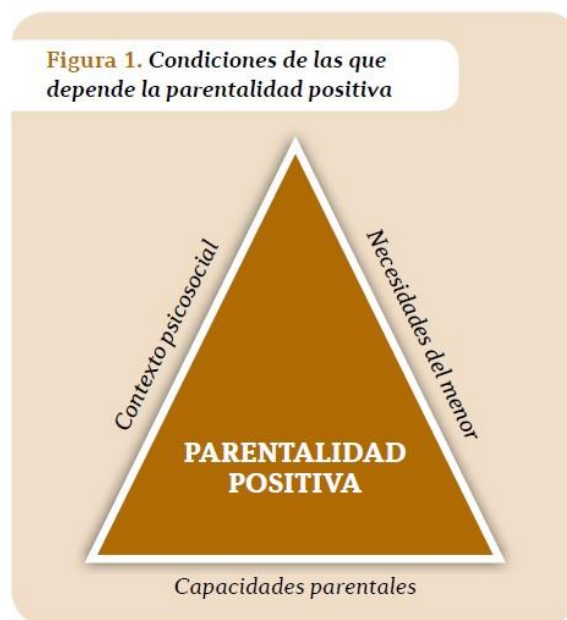 Figura 1. Condiciones de las que
depende la parentalidad positiva
Contexto psicosocial
Necesidades del menor
PARENTALIDAD
POSITIVA
Capacidades parentales